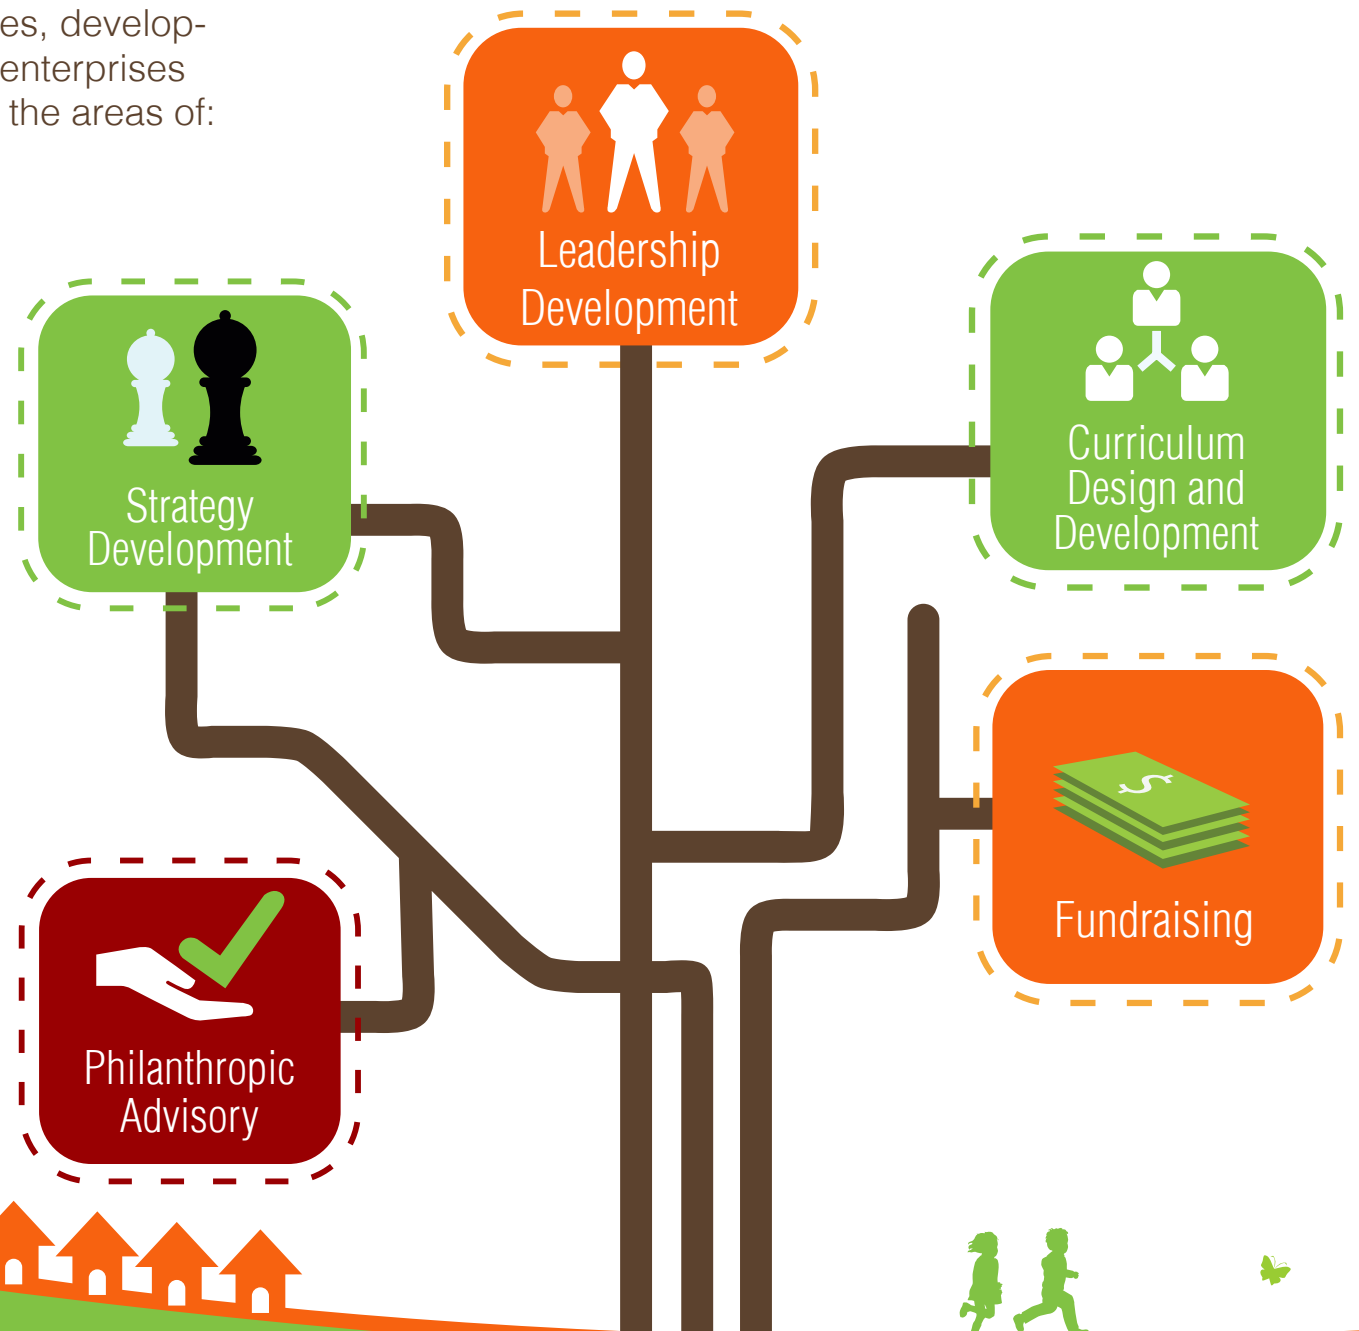 es, develop-
enterprises
the areas of:
Leadership
Development
Strategy
Development
Curriculum
Design and
Development
$
Fundraising
Philanthropic
Advisory